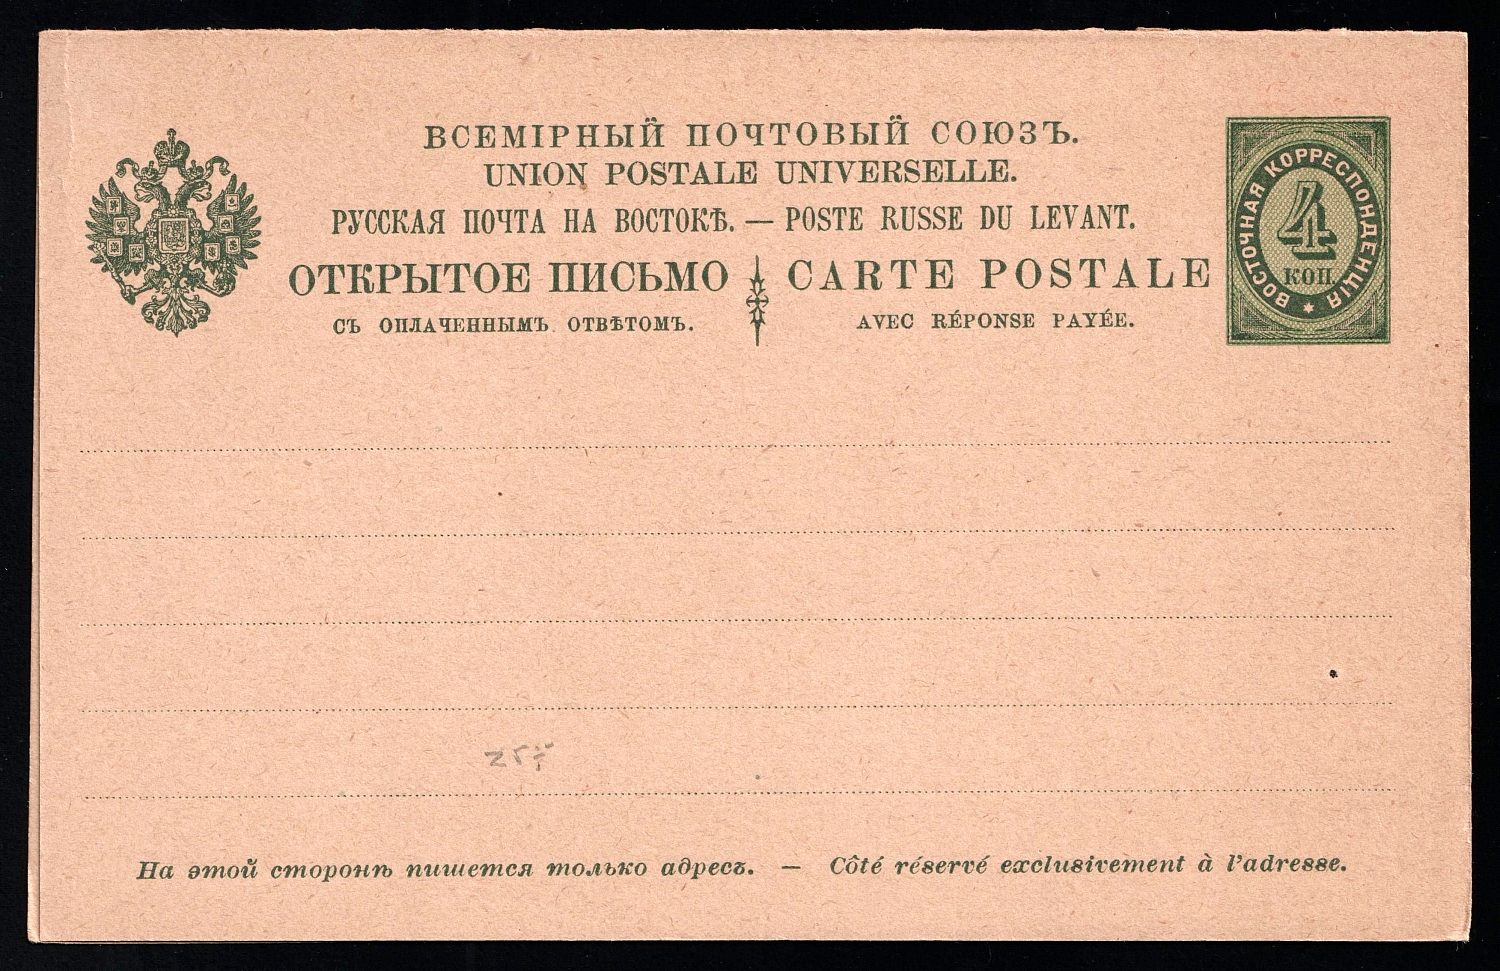 ВСЕМІРНЫЙ ПОЧТОВЫЙ СОЮЗЪ.
UNION POSTALE UNIVERSELLE.
РУССКАЯ ПОЧТА НА ВОСТОКѢ. — POSTE RUSSE DU LEVANT.
ОТКРЫТОЕ ПИСЬМО CARTE POSTALE
СЪ ОПЛАЧЕННЫМЪ ОТВѢТОМЪ. AVEC RÉPONSE PAYÉE.
ВОСТОЧНАЯ КОРРЕСПОНДЕНЦІЯ
4
КОП.
На этой сторонѣ пишется только адресъ. — Côté réservé exclusivement à l'adresse.